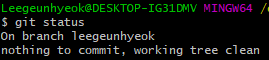 Leegeunhyeok@DESKTOP-IG31DMV MINGW64
$ git status
On branch leegeunhyeok
nothing to commit, working tree clean